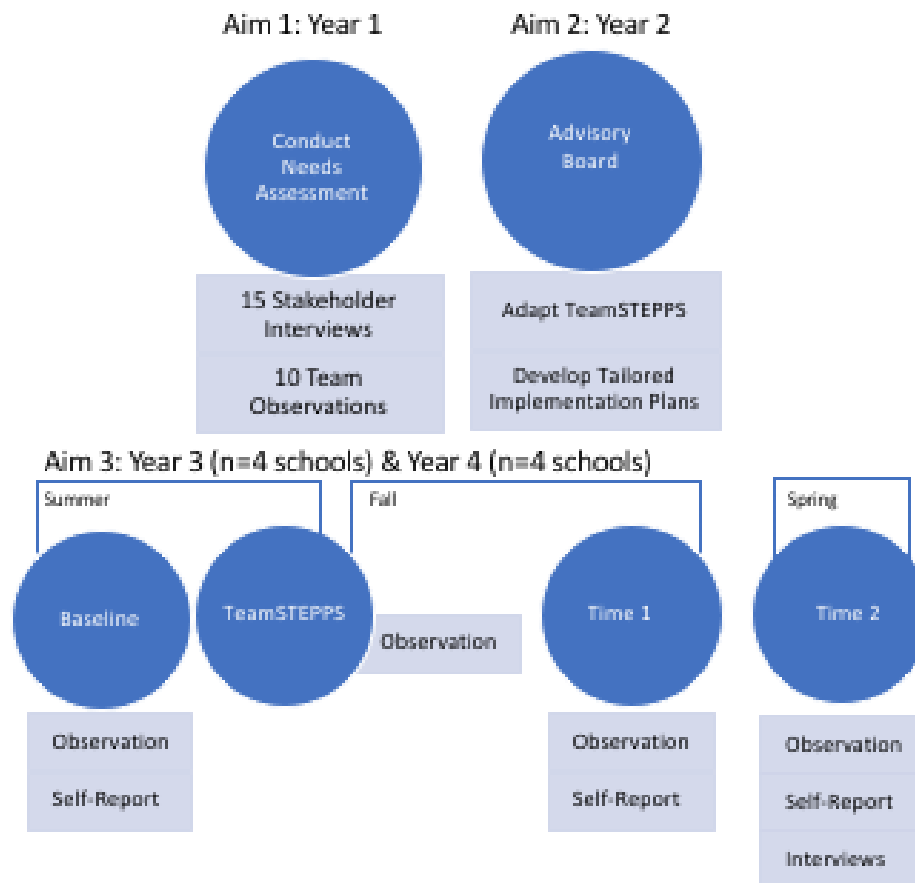 Aim 1: Year 1
Aim 2: Year 2
Conduct
Needs
Assessment
Advisory
Board
15 Stakeholder
Interviews
10 Team
Observations
Adapt TeamSTEPPS
Develop Tailored
Implementation Plans
Aim 3: Year 3 (n=4 schools) & Year 4 (n=4 schools)
Summer
Fall
Spring
Baseline
TeamSTEPPS
Observation
Time 1
Time 2
Observation
Self-Report
Observation
Self-Report
Observation
Self-Report
Interviews